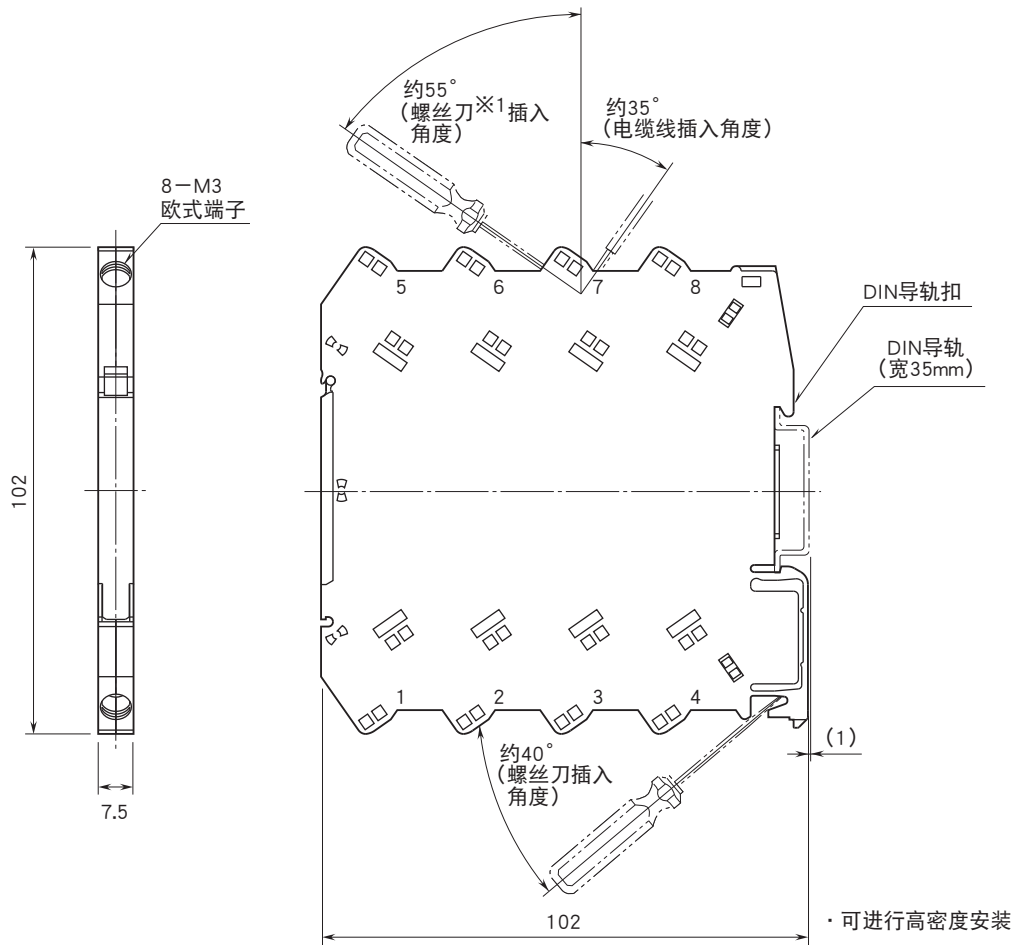 约55°
（螺丝刀※1插入
角度）
约35°
（电缆线插入角度）
8－M3
欧式端子
5
6
7
8
DIN导轨扣
DIN导轨
（宽35mm）
102
1
2
3
4
（1）
约40°
（螺丝刀插入
角度）
7.5
102
・可进行高密度安装